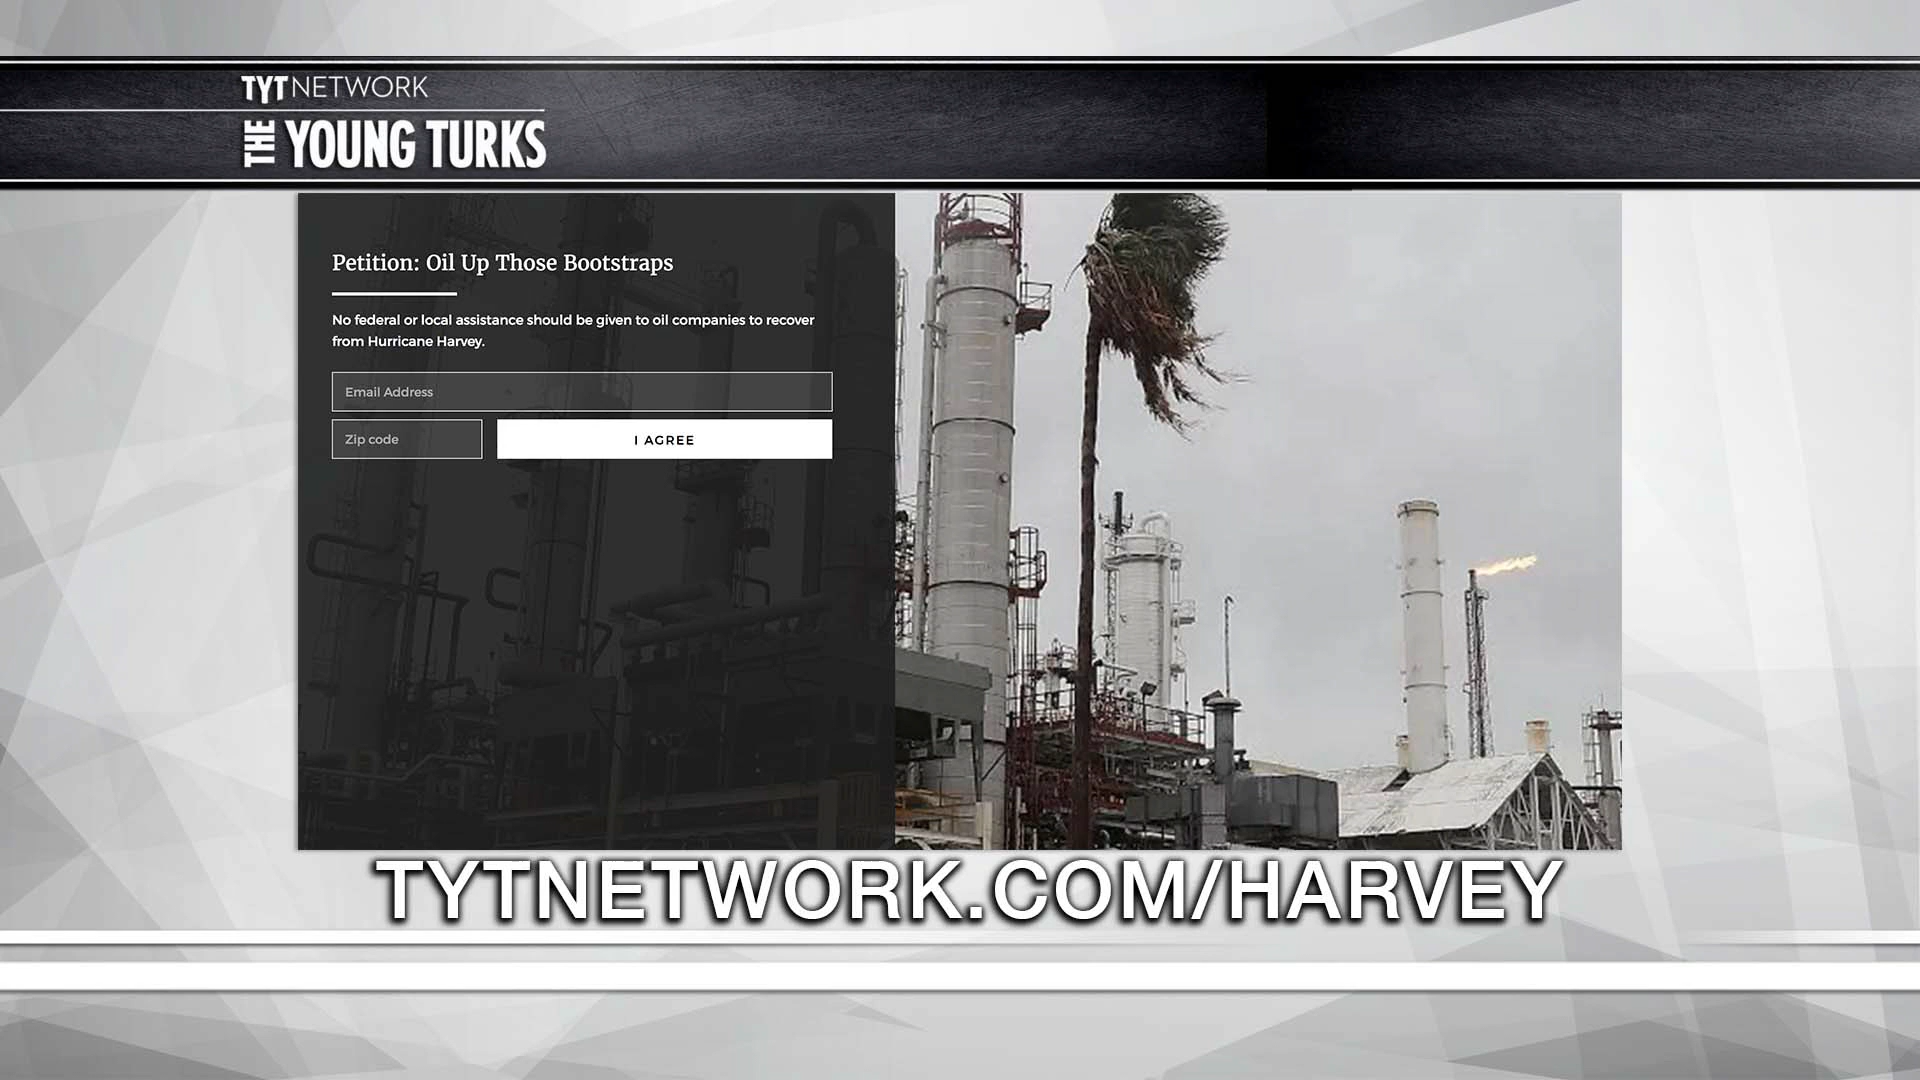 TYT NETWORK
THE YOUNG TURKS
Petition: Oil Up Those Bootstraps
No federal or local assistance should be given to oil companies to recover
from Hurricane Harvey.
Email Address
Zip code
I AGREE
TYTNETWORK.COM/HARVEY